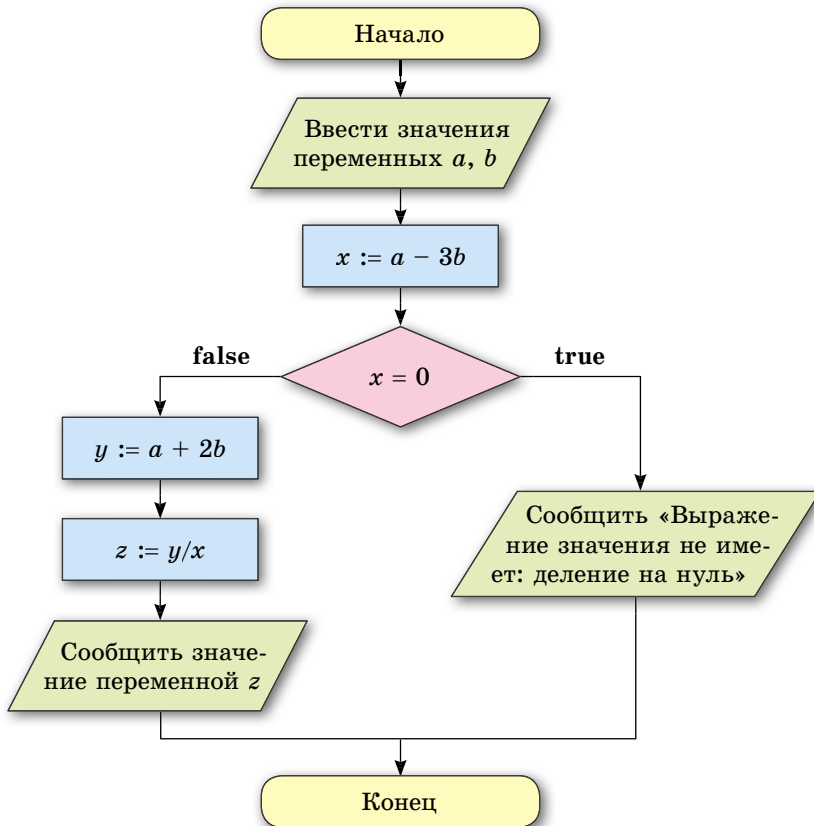 Начало
Ввести значения
переменных a, b
x := a − 3b
false
true
x = 0
y := a + 2b
z := y/x
Сообщить значе-
ние переменной z
Сообщить «Выраже-
ние значения не име-
ет: деление на нуль»
Конец